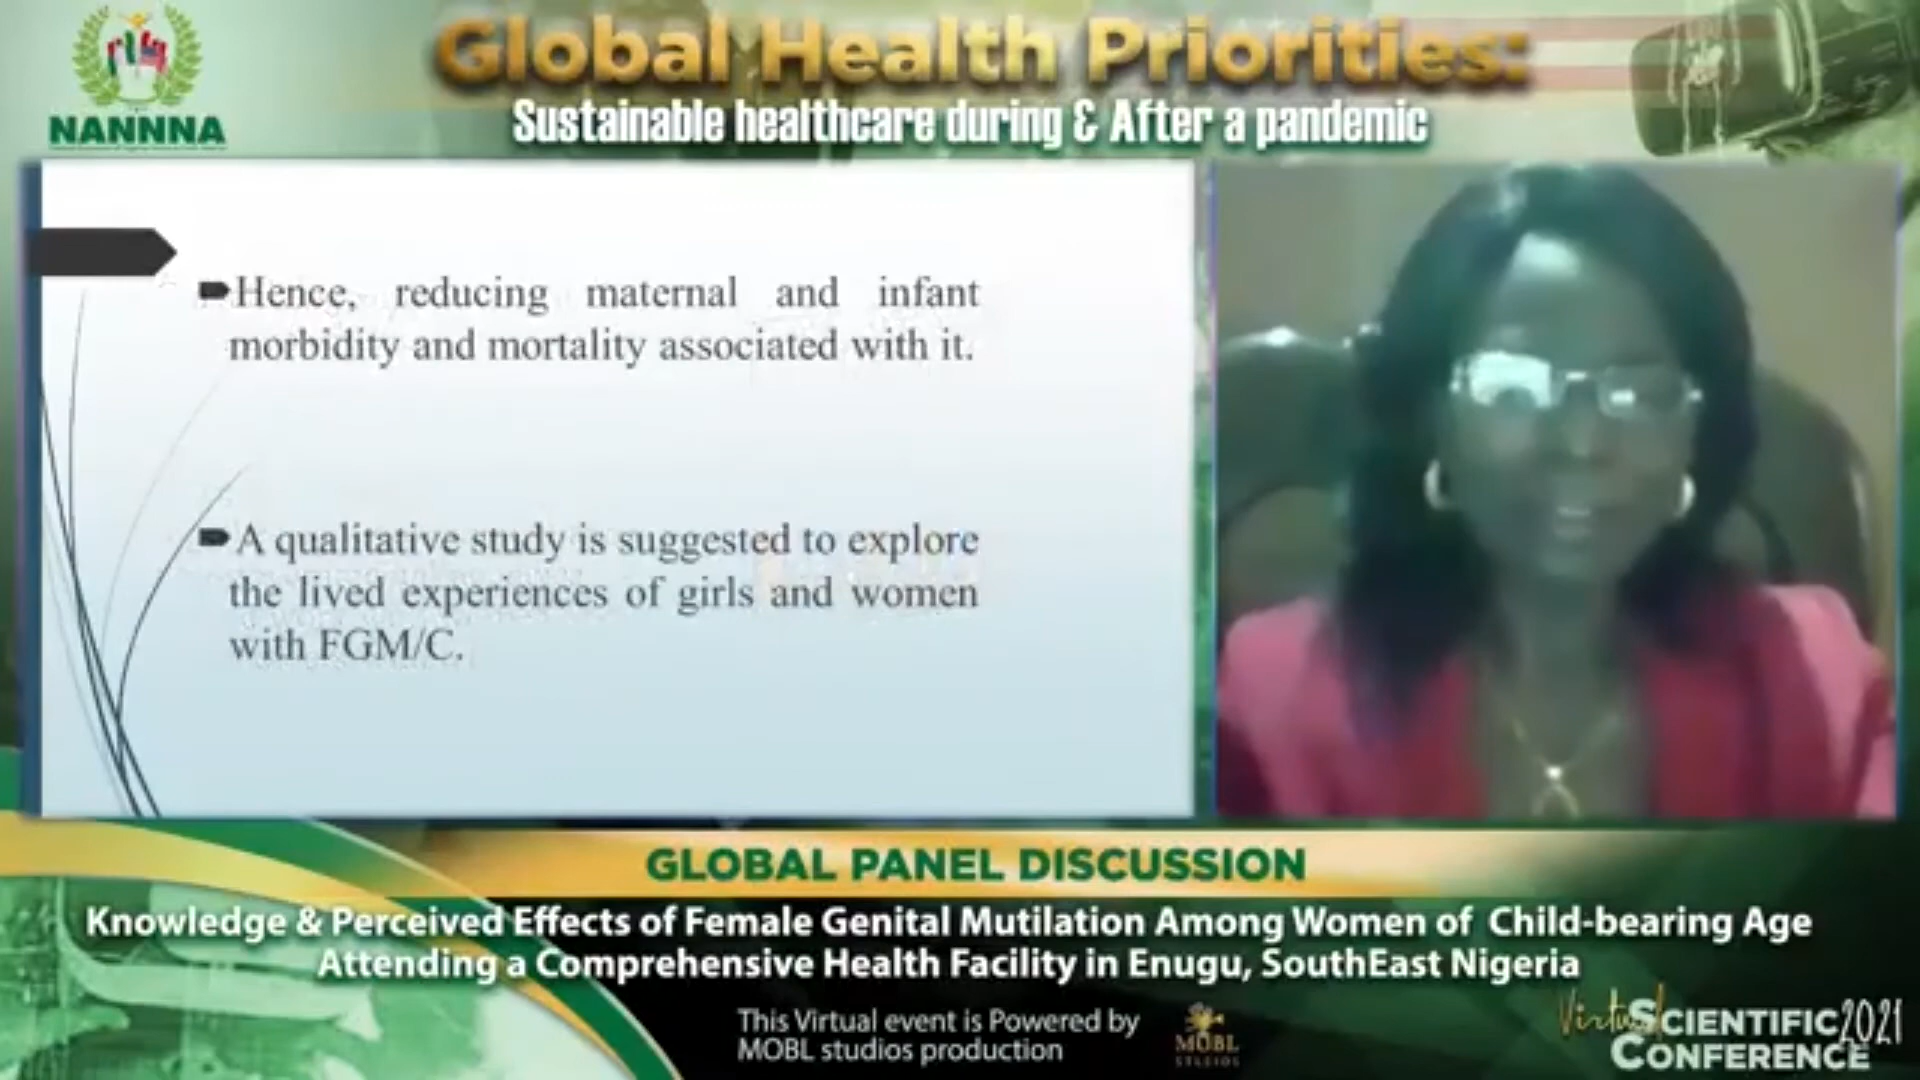 NANNNA
Global Health Priorities:
Sustainable healthcare during & After a pandemic
Hence, reducing maternal and infant
morbidity and mortality associated with it.
A qualitative study is suggested to explore
the lived experiences of girls and women
with FGM/C.
GLOBAL PANEL DISCUSSION
Knowledge & Perceived Effects of Female Genital Mutilation Among Women of Child-bearing Age
Attending a Comprehensive Health Facility in Enugu, SouthEast Nigeria
This Virtual event is Powered by
MOBL studios production
MOBL
STUDIOS
Virtual SCIENTIFIC 2021
CONFERENCE